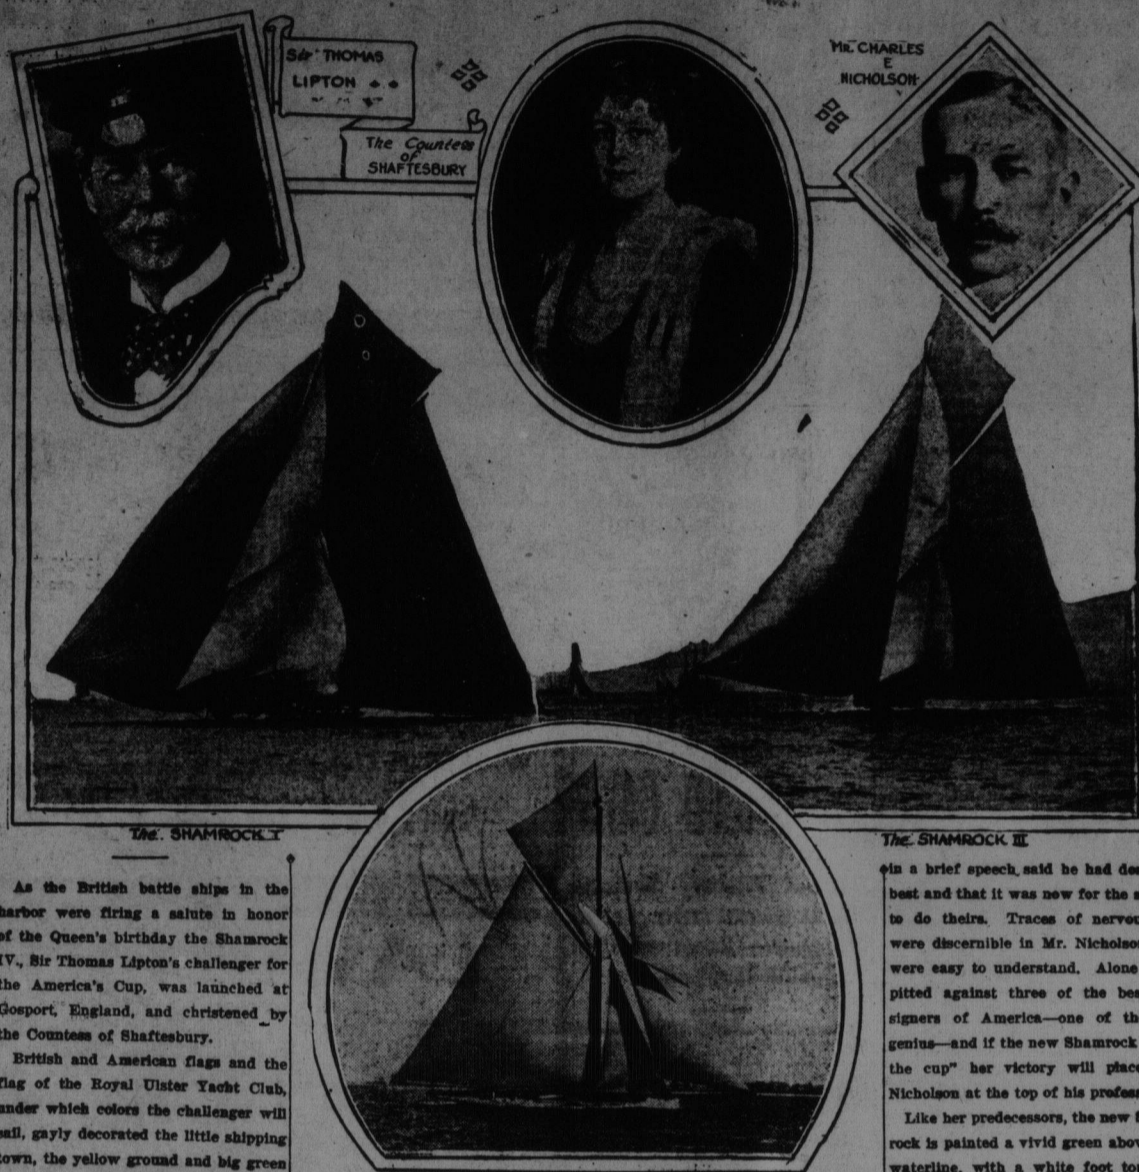 Sir THOMAS
LIPTON
The Countess
of
SHAFTESBURY
MR. CHARLES
E
NICHOLSON
The. SHAMROCK I
As the British battle ships in the
harbor were firing a salute in honor
of the Queen's birthday the Shamrock
IV., Sir Thomas Lipton's challenger for
the America's Cup, was launched at
Gosport, England, and christened by
the Countess of Shaftesbury.
British and American flags and the
flag of the Royal Ulster Yacht Club,
under which colors the challenger will
sail, gayly decorated the little shipping
town, the yellow ground and big green
The. SHAMROCK III
in a brief speech, said he had
best and that it was now for the
to do theirs. Traces of
were discernible in Mr.
were easy to understand. Alone
pitted against three of the
signers of America—one of
genius—and if the new Shamrock
the cup" her victory will
Nicholson at the top of his
Like her predecessors, the new
rock is painted a vivid green
waterline, with a white foot